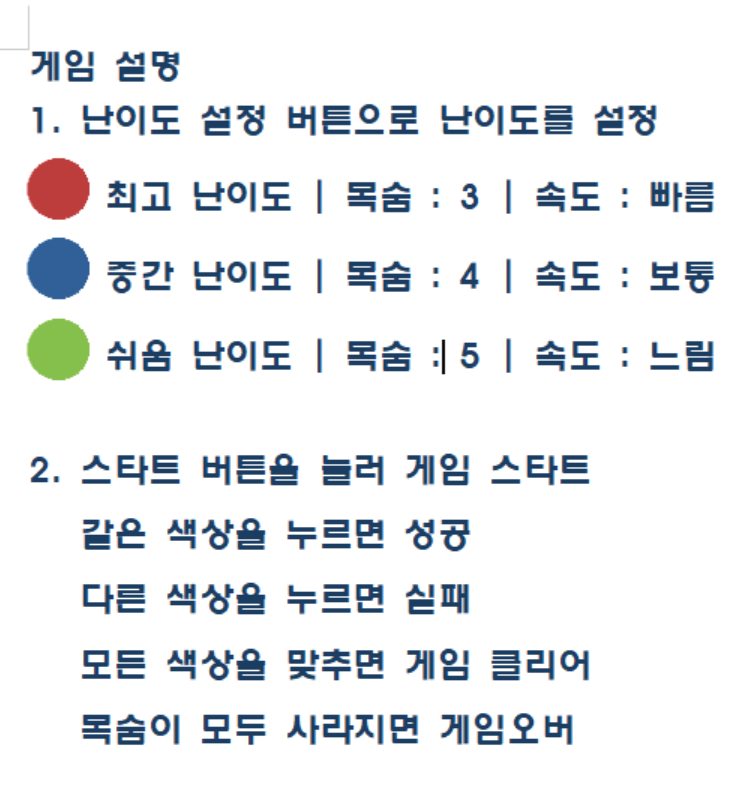 게임 설명
1. 난이도 설정 버튼으로 난이도를 설정
최고 난이도 | 목숨 : 3 | 속도 : 빠름
중간 난이도 | 목숨 : 4 | 속도 : 보통
쉬움 난이도 | 목숨 : 5 | 속도 : 느림
2. 스타트 버튼을 눌러 게임 스타트
같은 색상을 누르면 성공
다른 색상을 누르면 실패
모든 색상을 맞추면 게임 클리어
목숨이 모두 사라지면 게임오버